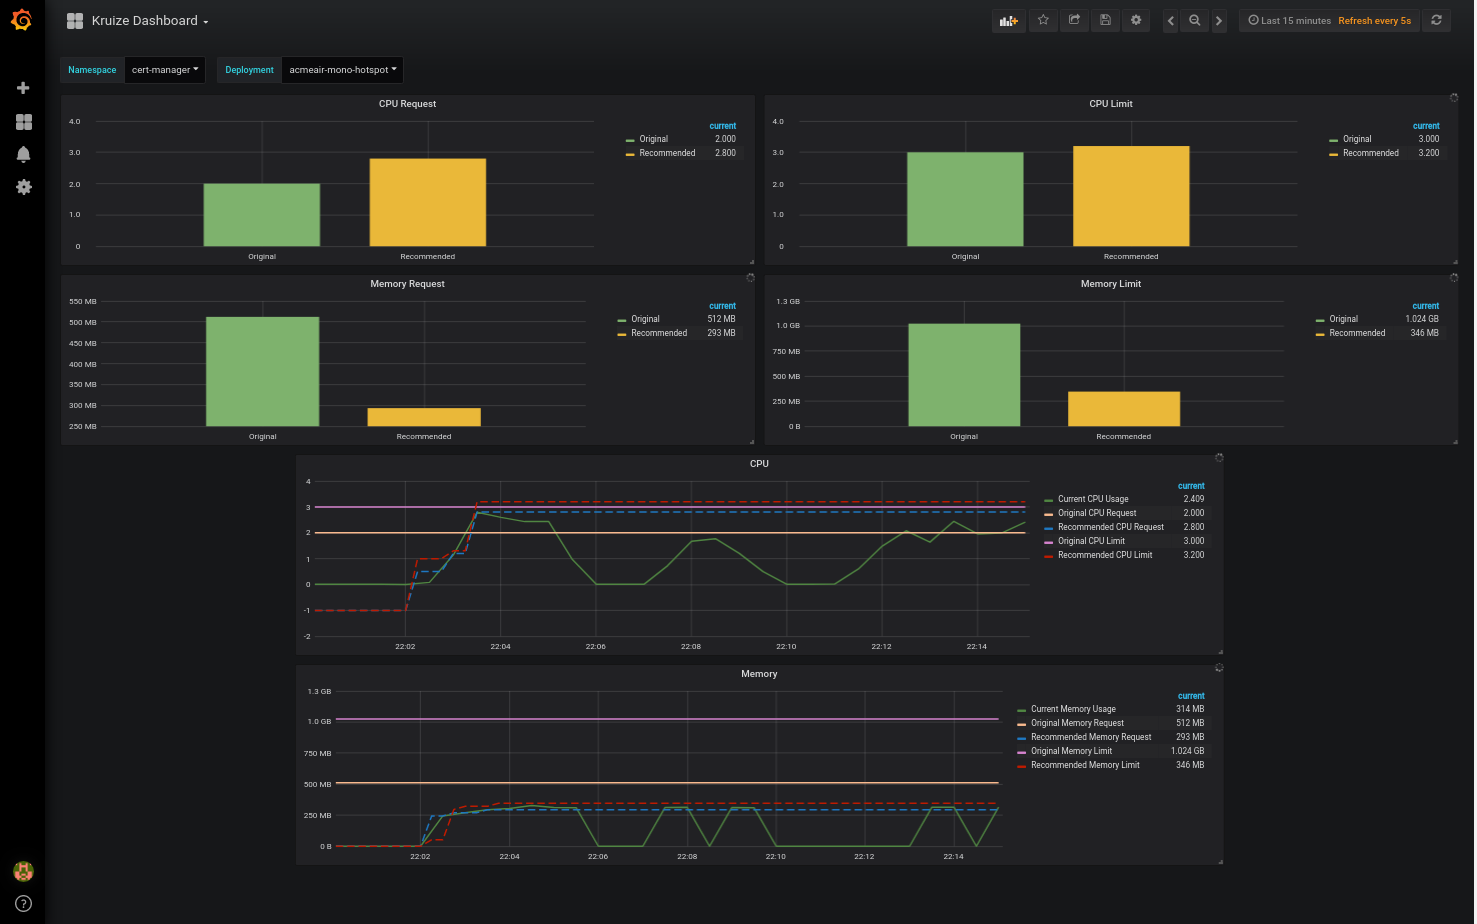 Kruize Dashboard
Last 15 minutes Refresh every 5s
Namespace cert-manager Deployment acmeair-mono-hotspot
CPU Request
4.0
3.0
2.0
1.0
0
Original Recommended
current
Original 2.000
Recommended 2.800
CPU Limit
4.0
3.0
2.0
1.0
0
Original Recommended
current
Original 3.000
Recommended 3.200
Memory Request
550 MB
500 MB
450 MB
400 MB
350 MB
300 MB
250 MB
Original Recommended
current
Original 512 MB
Recommended 293 MB
Memory Limit
1.3 GB
1.0 GB
750 MB
500 MB
250 MB
0 B
Original Recommended
current
Original 1.024 GB
Recommended 346 MB
CPU
4
3
2
1
0
-1
-2
22:02 22:04 22:06 22:08 22:10 22:12 22:14
current
Current CPU Usage 2.409
Original CPU Request 2.000
Recommended CPU Request 2.800
Original CPU Limit 3.000
Recommended CPU Limit 3.200
Memory
1.3 GB
1.0 GB
750 MB
500 MB
250 MB
0 B
22:02 22:04 22:06 22:08 22:10 22:12 22:14
current
Current Memory Usage 314 MB
Original Memory Request 512 MB
Recommended Memory Request 293 MB
Original Memory Limit 1.024 GB
Recommended Memory Limit 346 MB
?